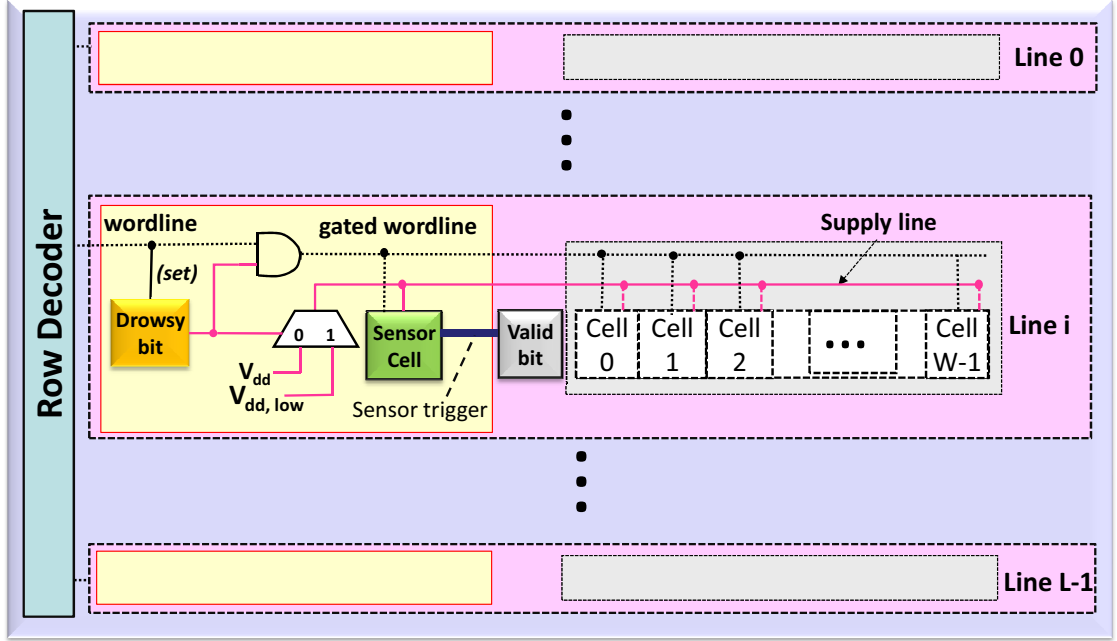 Row Decoder
Line 0
wordline
gated wordline
Supply line
(set)
Drowsy
bit
0 1
Sensor
Cell
Valid
bit
Cell
0
Cell
1
Cell
2
...
Cell
W-1
Line i
Vdd
Vdd, low
Sensor trigger
Line L-1